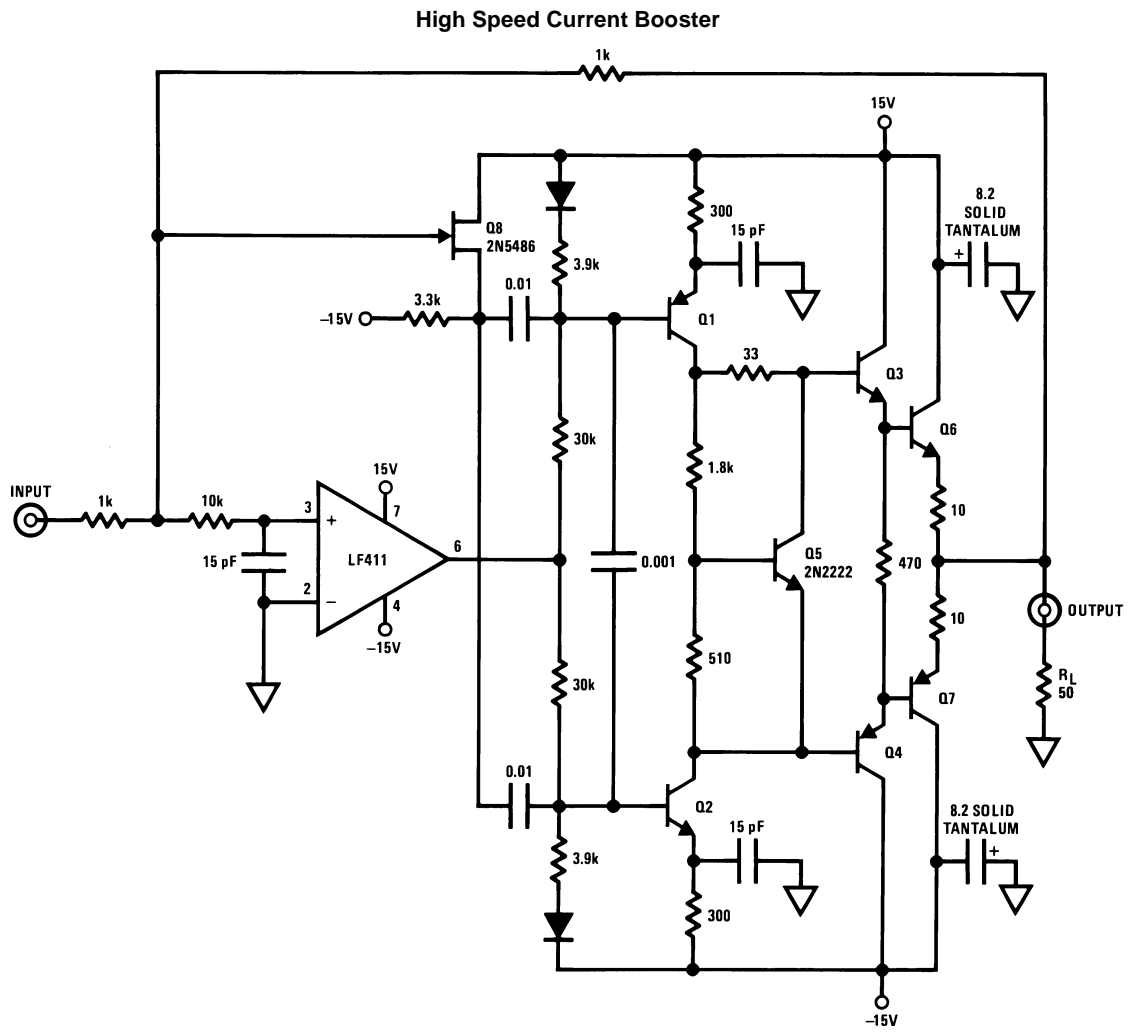 High Speed Current Booster
1k
15V
8.2
SOLID
TANTALUM
+
300
15 pF
Q8
2N5486
3.9k
0.01
3.3k
–15V
Q1
33
Q3
Q6
30k
1.8k
10
INPUT
1k
10k
15V
7
3
+
LF411
6
15 pF
2
–
4
–15V
0.001
Q5
2N2222
470
OUTPUT
10
510
30k
RL
50
Q7
Q4
0.01
Q2
15 pF
8.2 SOLID
TANTALUM
+
3.9k
300
–15V